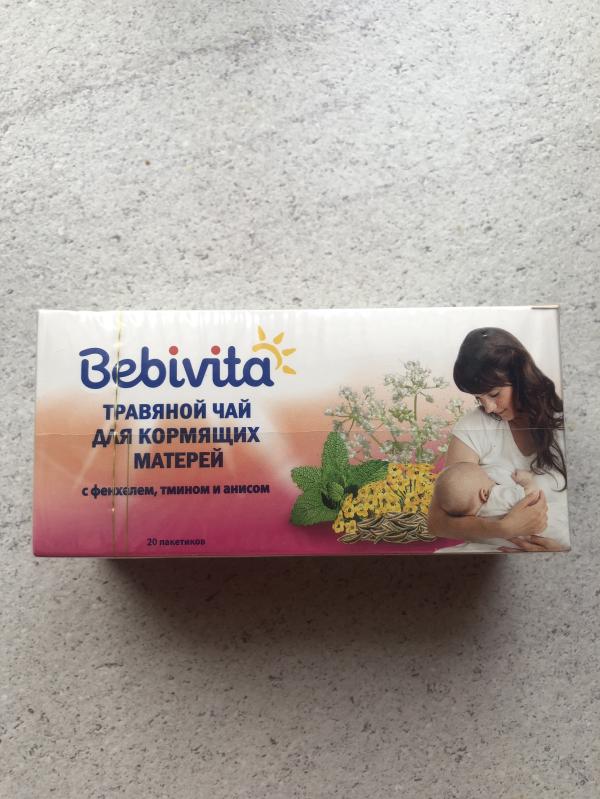 Bebivita
ТРАВЯНОЙ ЧАЙ
ДЛЯ КОРМЯЩИХ
МАТЕРЕЙ
с фенхелем, тмином и анисом
20 пакетиков